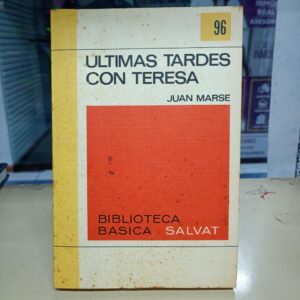 96
ULTIMAS TARDES
CON TERESA
JUAN MARSE
BIBLIOTECA
BASICA SALVAT